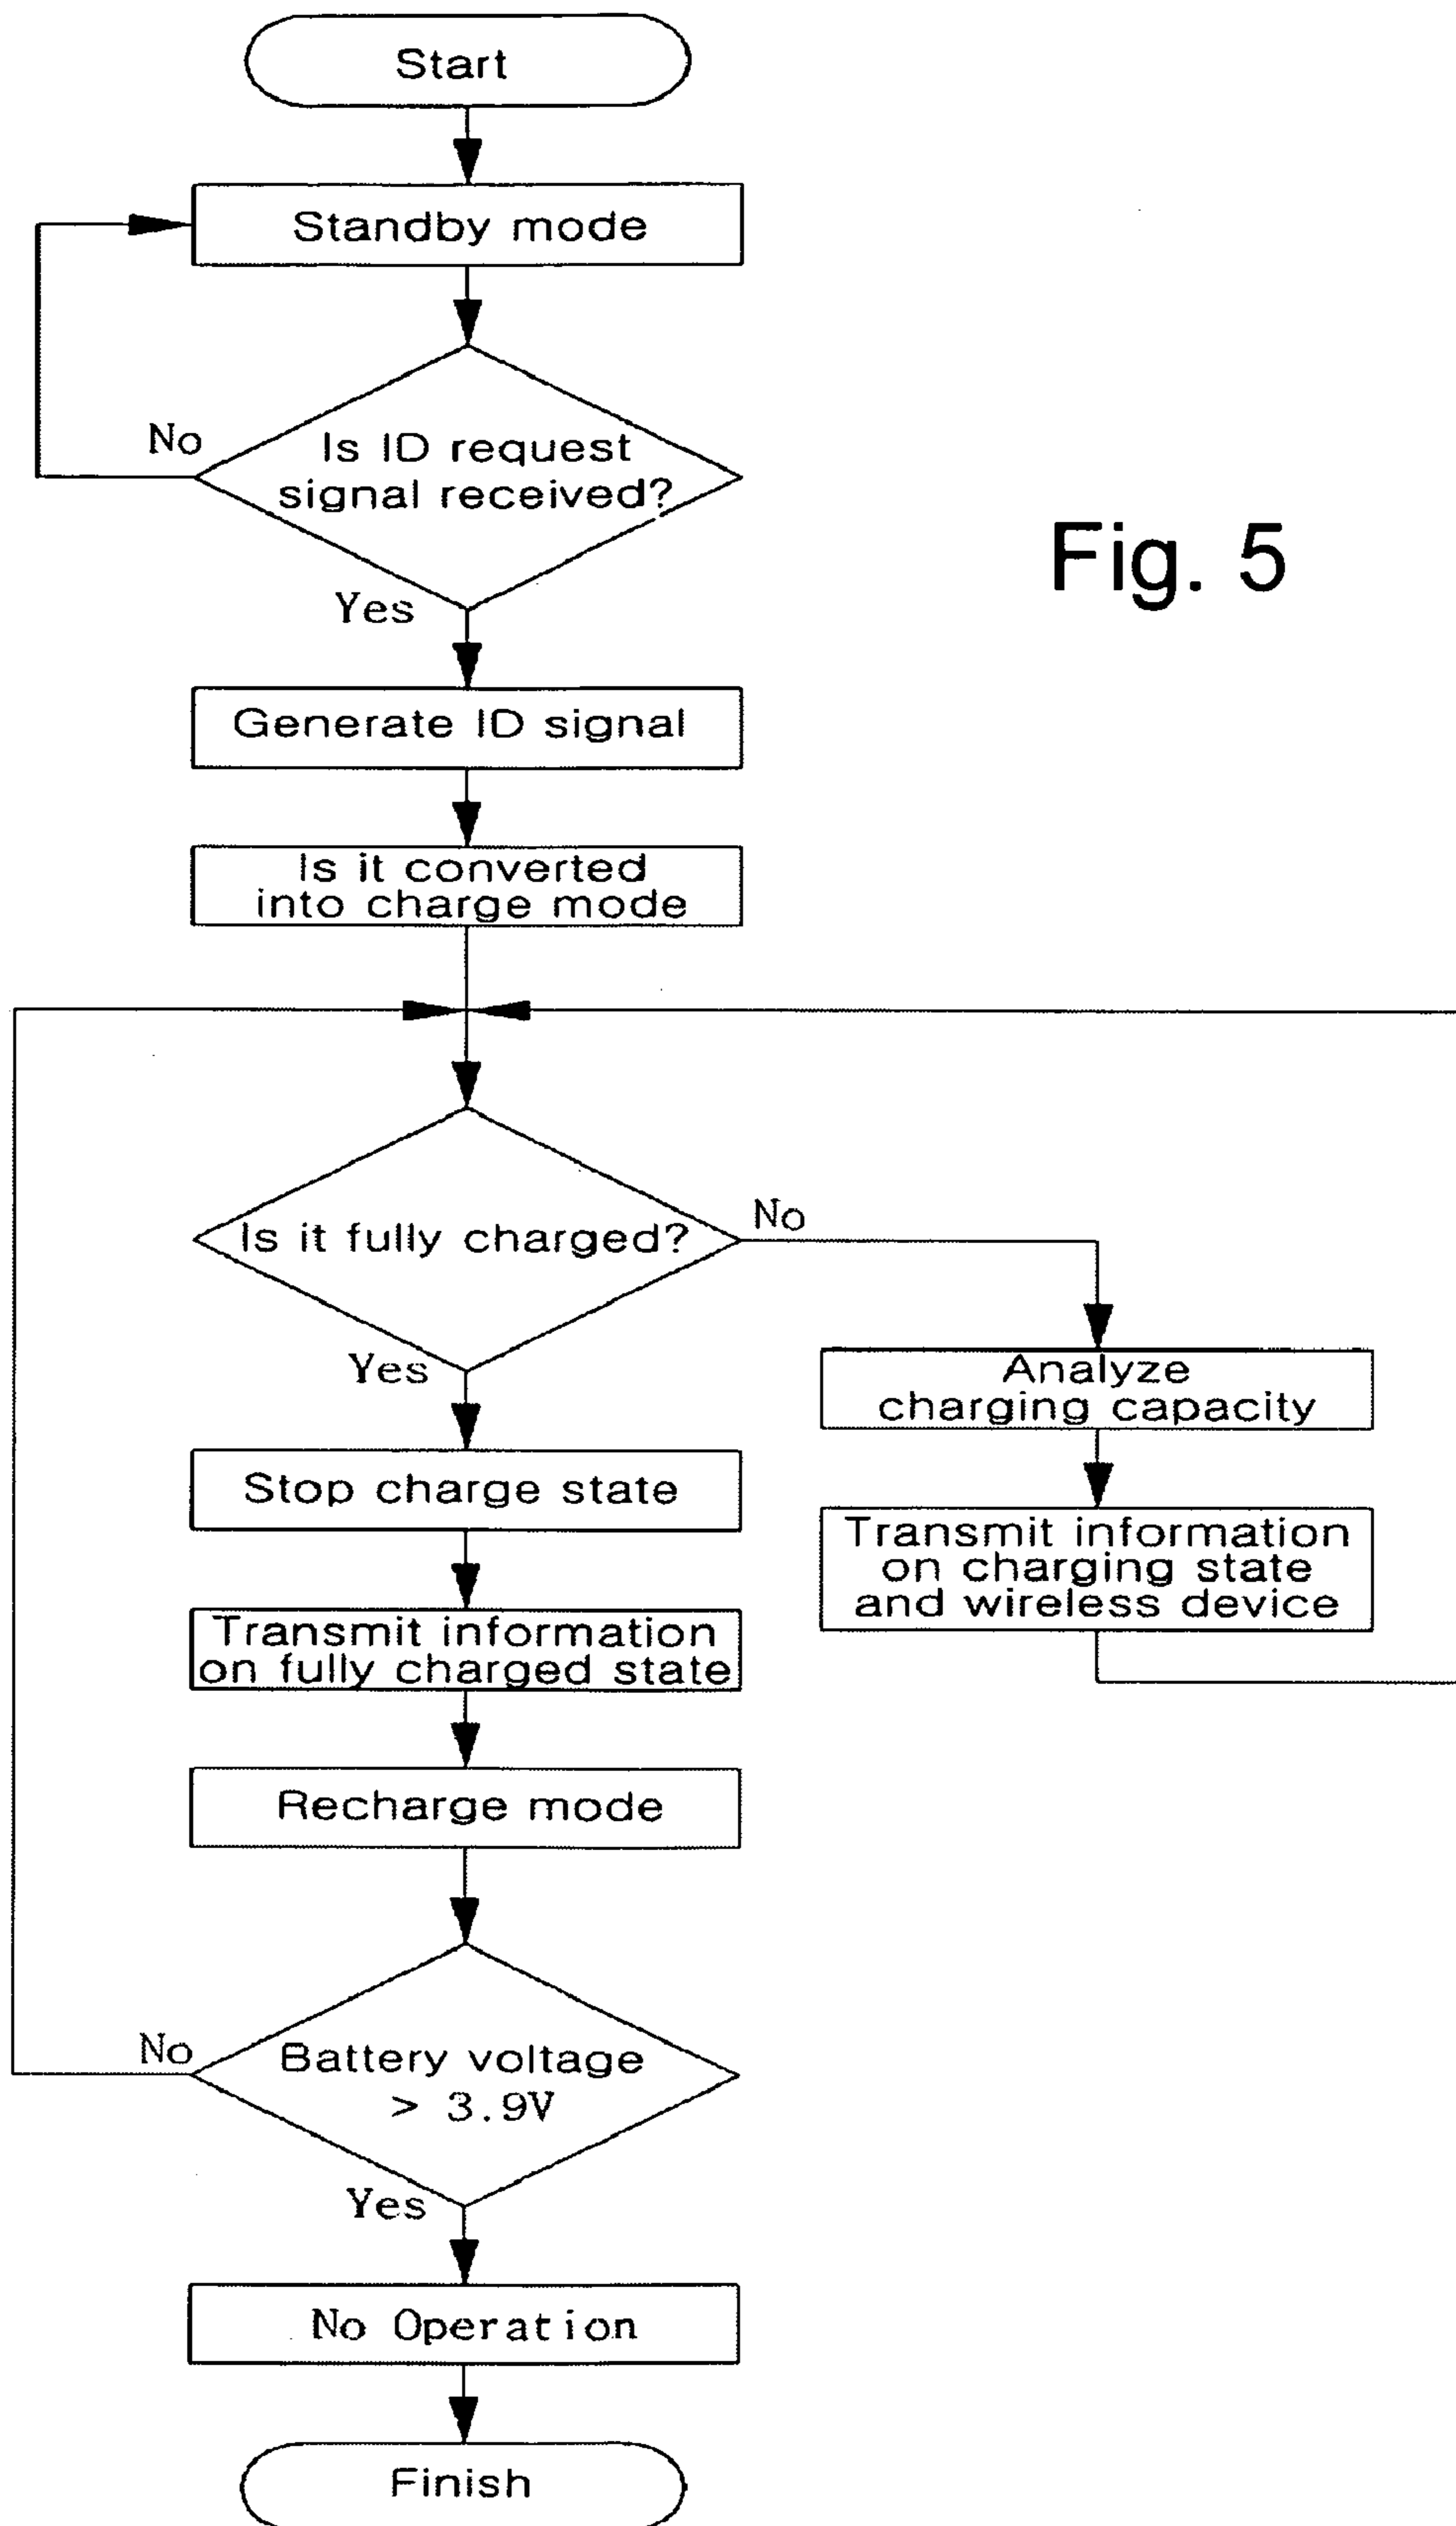 Start
Standby mode
No
Is ID request
signal received?
Fig. 5
Yes
Generate ID signal
Is it converted
into charge mode
Is it fully charged?
No
Yes
Analyze
charging capacity
Stop charge state
Transmit information
on charging state
and wireless device
Transmit information
on fully charged state
Recharge mode
No
Battery voltage
> 3.9V
Yes
No Operation
Finish